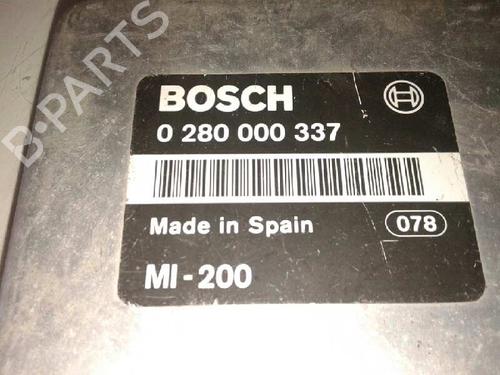 B-PARTS
BOSCH
0 280 000 337
Made in Spain
078
MI-200